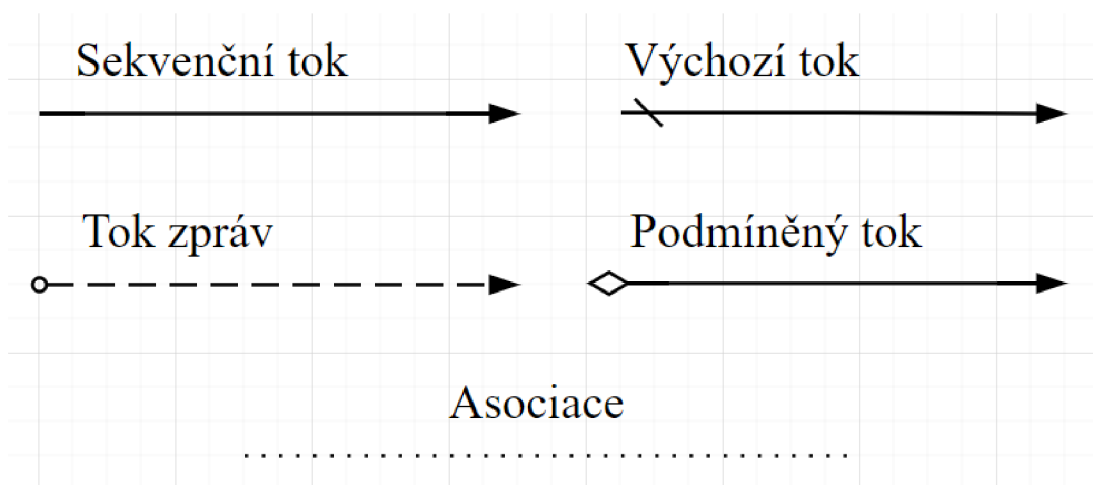 Sekvenční tok
Výchozí tok
Tok zpráv
Podmíněný tok
Asociace